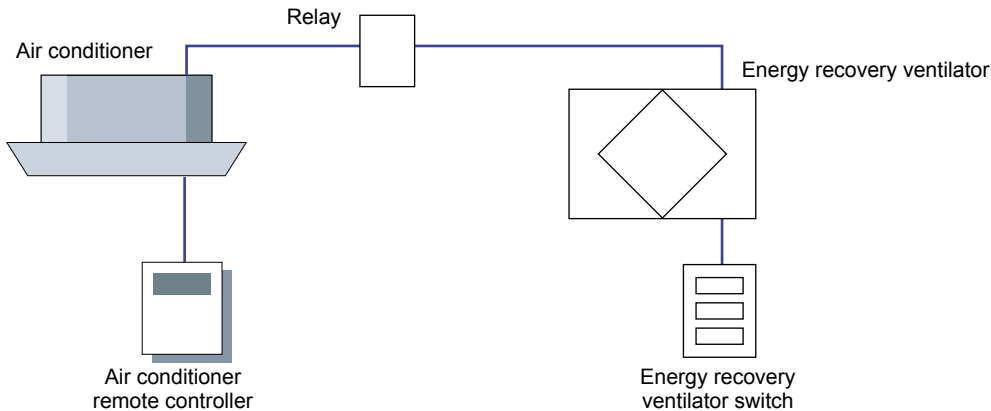 Relay
Air conditioner
Energy recovery ventilator
Air conditioner
remote controller
Energy recovery
ventilator switch